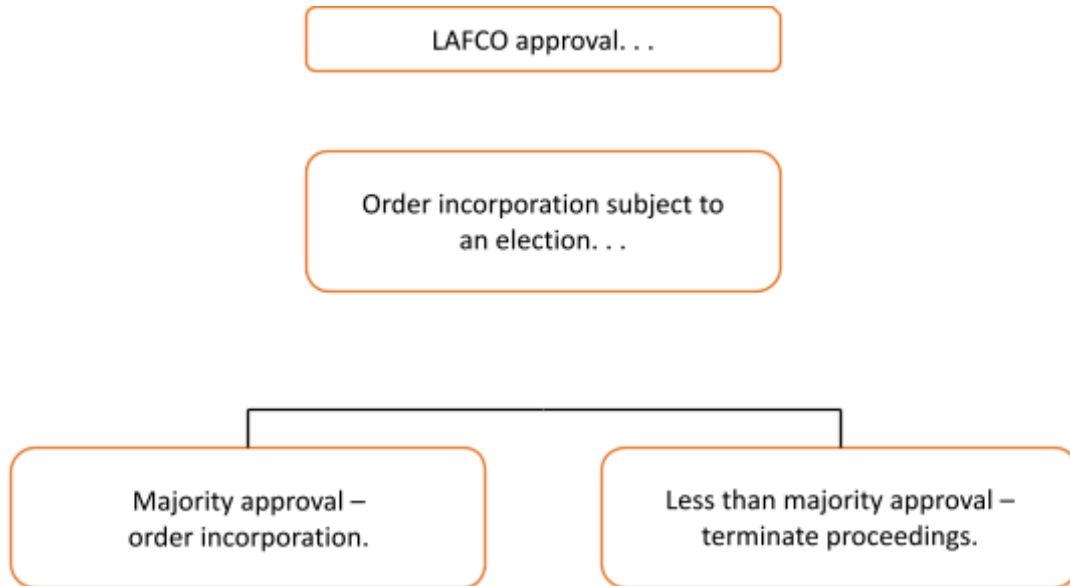 LAFCO approval. . .
Order incorporation subject to
an election. . .
Majority approval –
order incorporation.
Less than majority approval –
terminate proceedings.